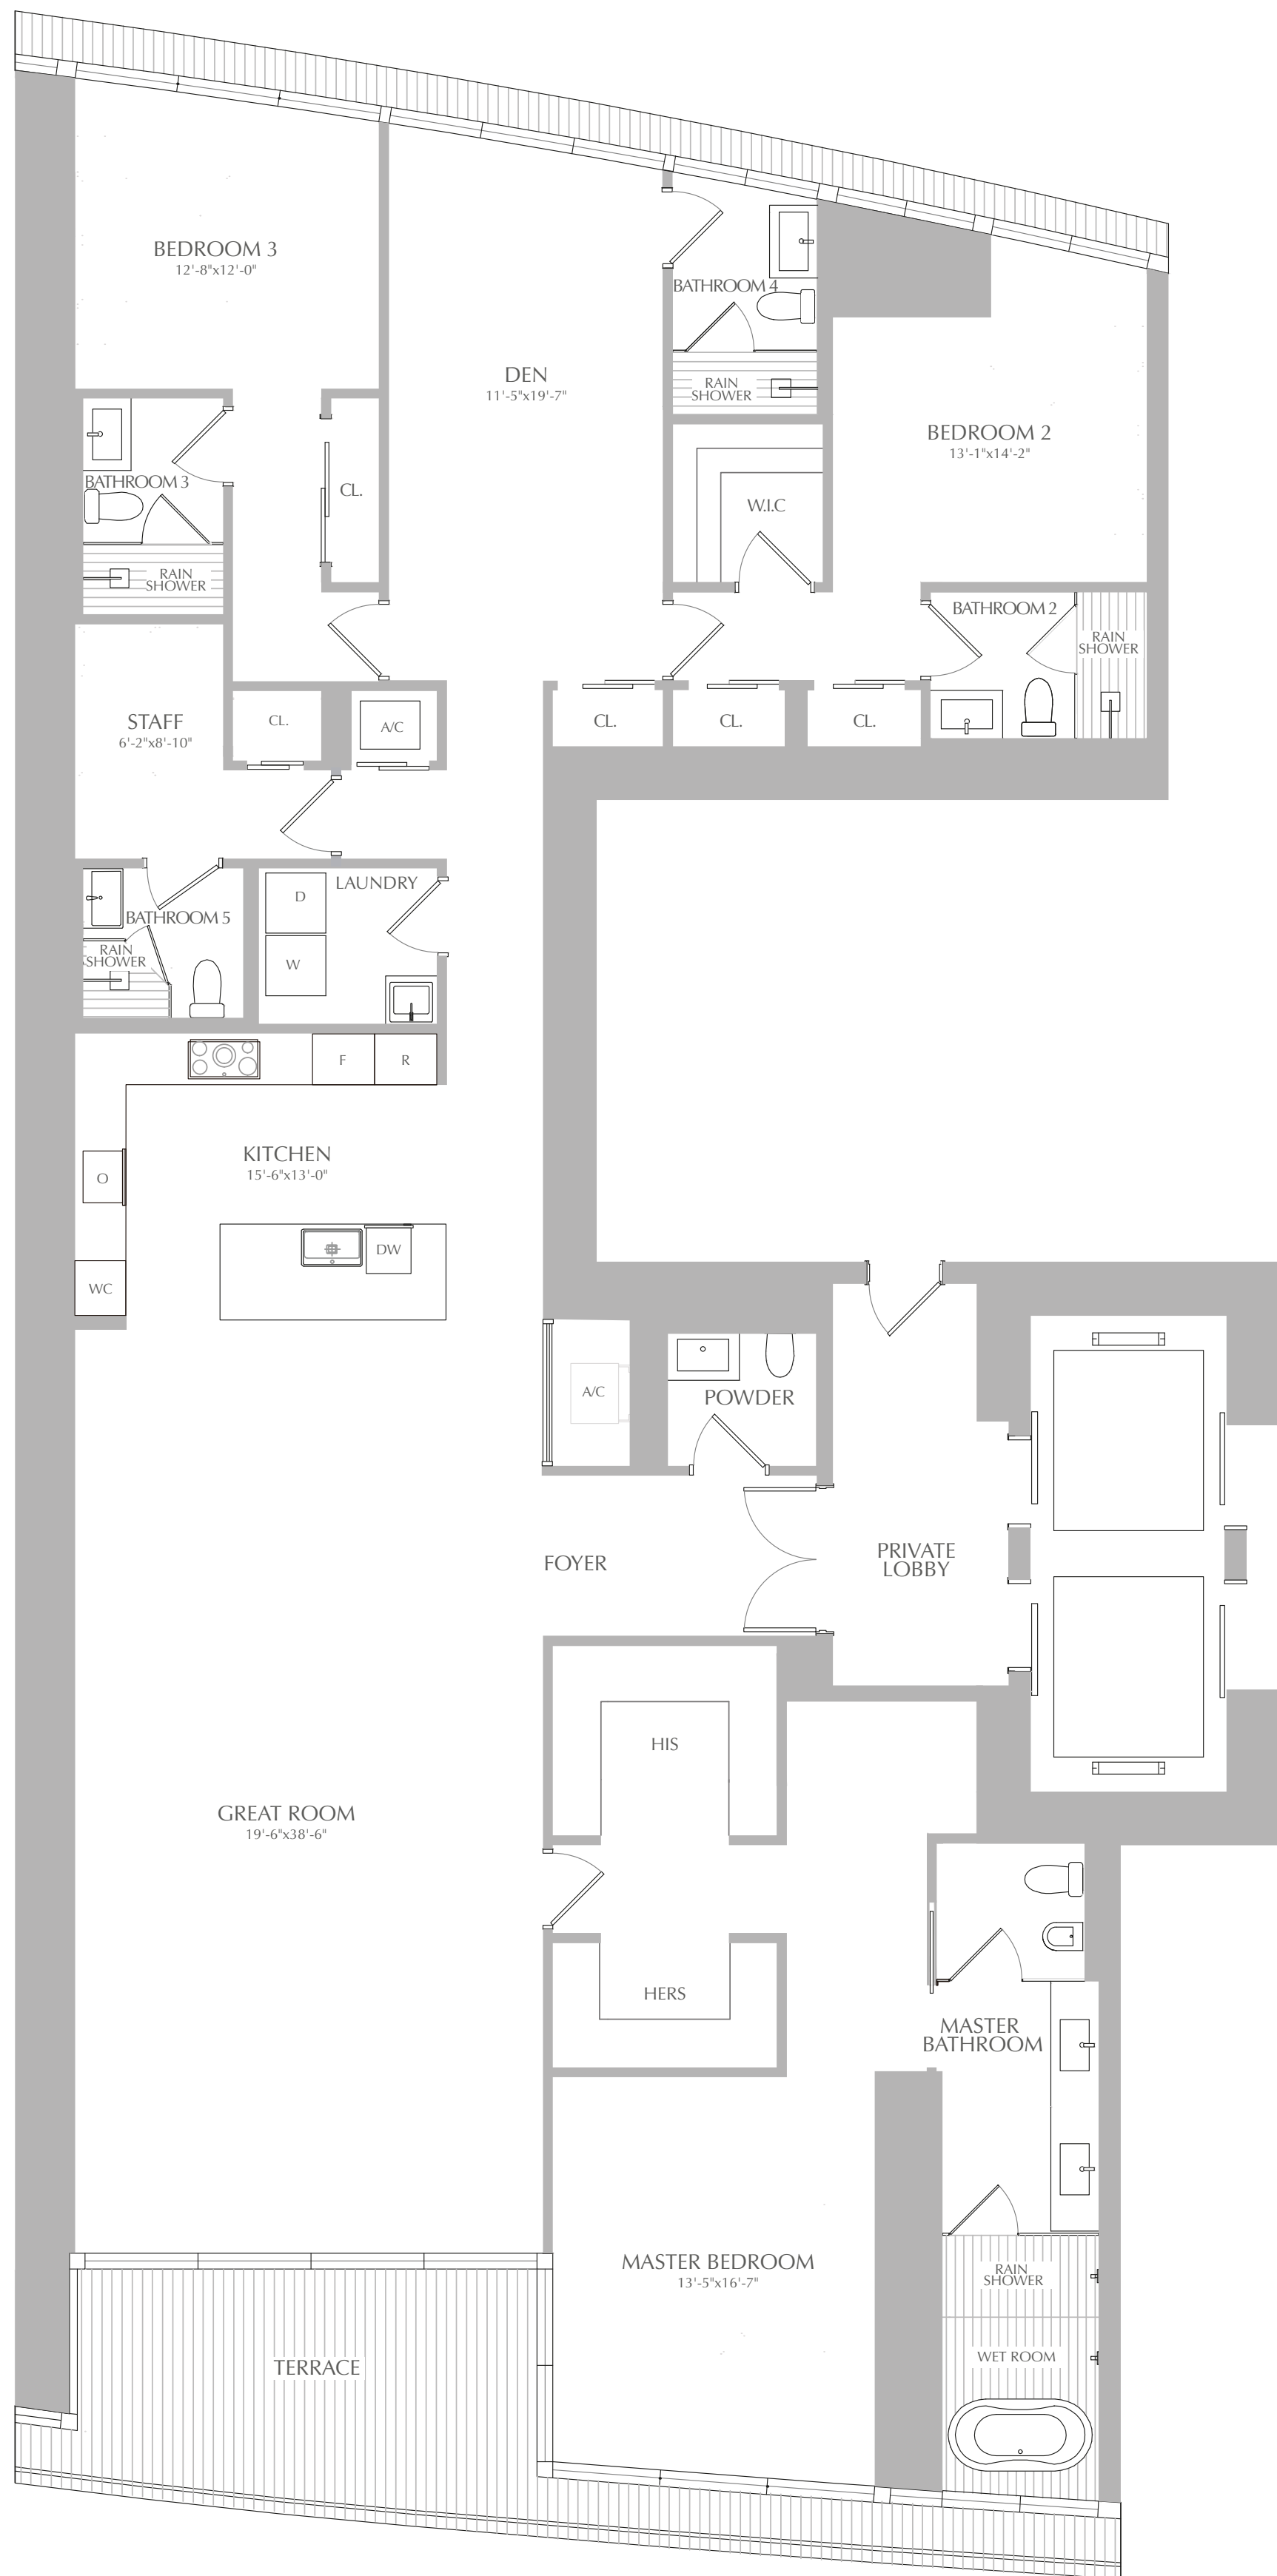 BEDROOM 3
12'-8"x12'-0"
BATHROOM 4
RAIN
SHOWER
DEN
11'-5"x19'-7"
BEDROOM 2
13'-1"x14'-2"
BATHROOM 3
RAIN
SHOWER
CL.
W.I.C
BATHROOM 2
RAIN
SHOWER
STAFF
6'-2"x8'-10"
CL.
A/C
CL.
CL.
CL.
BATHROOM 5
RAIN
SHOWER
LAUNDRY
D
W
F
R
KITCHEN
15'-6"x13'-0"
O
DW
WC
A/C
POWDER
FOYER
PRIVATE
LOBBY
HIS
GREAT ROOM
19'-6"x38'-6"
HERS
MASTER
BATHROOM
MASTER BEDROOM
13'-5"x16'-7"
RAIN
SHOWER
WET ROOM
TERRACE